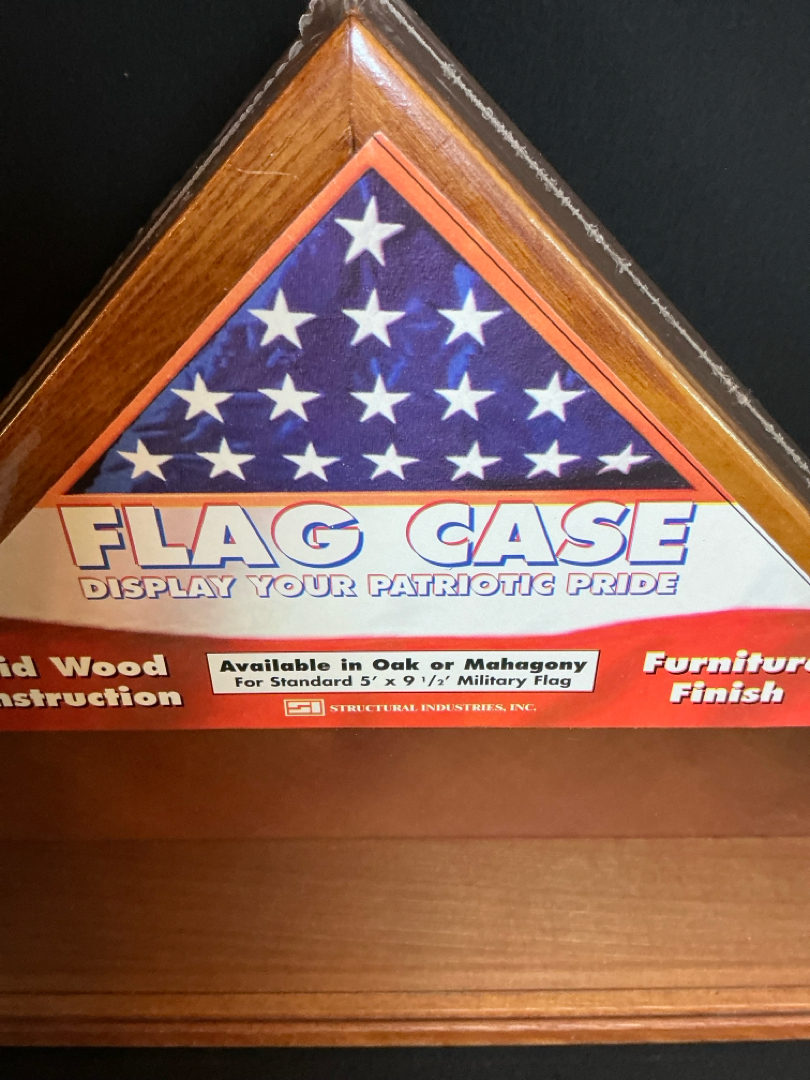 FLAG CASE
DISPLAY YOUR PATRIOTIC PRIDE
id Wood
nstruction
Available in Oak or Mahagony
For Standard 5' x 9 1/2' Military Flag
SI STRUCTURAL INDUSTRIES, INC.
Furniture
Finish